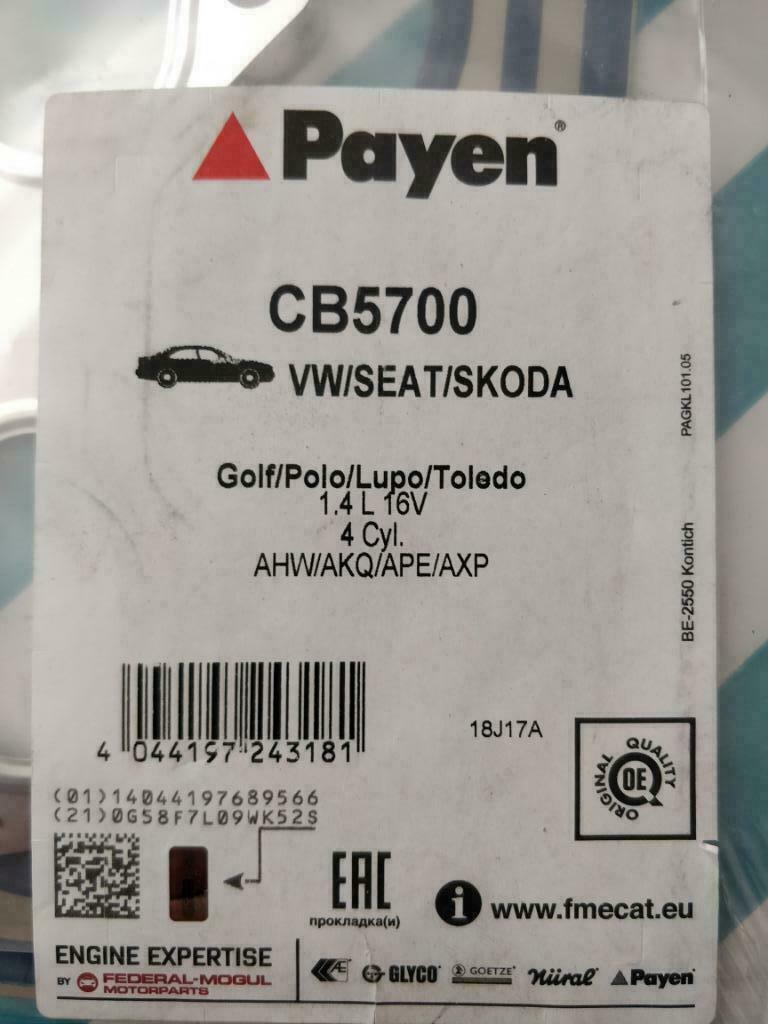 Payen®
CB5700
VW/SEAT/SKODA
Golf/Polo/Lupo/Toledo
1.4 L 16V
4 Cyl.
AHW/AKQ/APE/AXP
PAGKL101.05
BE-2550 Kontich
4 044197 243181
18J17A
ORIGINAL QUALITY
OE
(01)14044197689566
(21)0G58F7L09WK52S
EAC
прокладка(и)
i www.fmecat.eu
ENGINE EXPERTISE
BY FEDERAL-MOGUL
MOTORPARTS
AE GLYCO GOETZE Nüral Payen